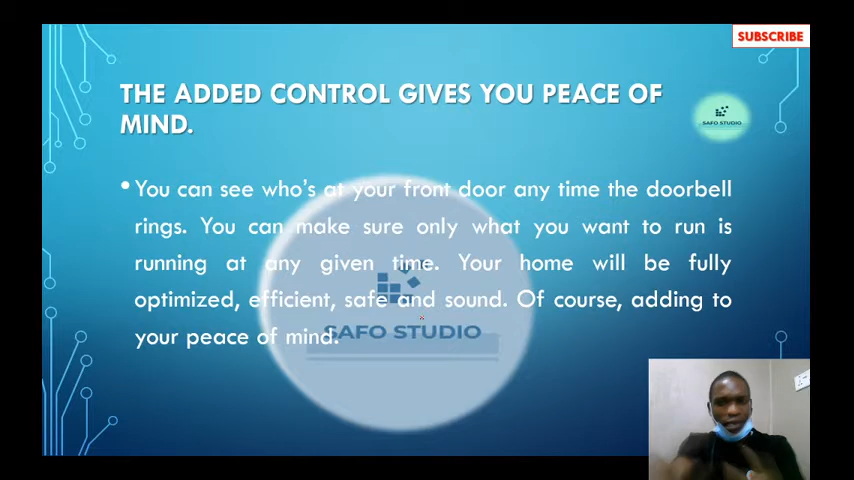 SUBSCRIBE
THE ADDED CONTROL GIVES YOU PEACE OF
MIND.
SAFO STUDIO
• You can see who's at your front door any time the doorbell
rings. You can make sure only what you want to run is
running at any given time. Your home will be fully
optimized, efficient, safe and sound. Of course, adding to
your peace of mind.
SAFO STUDIO